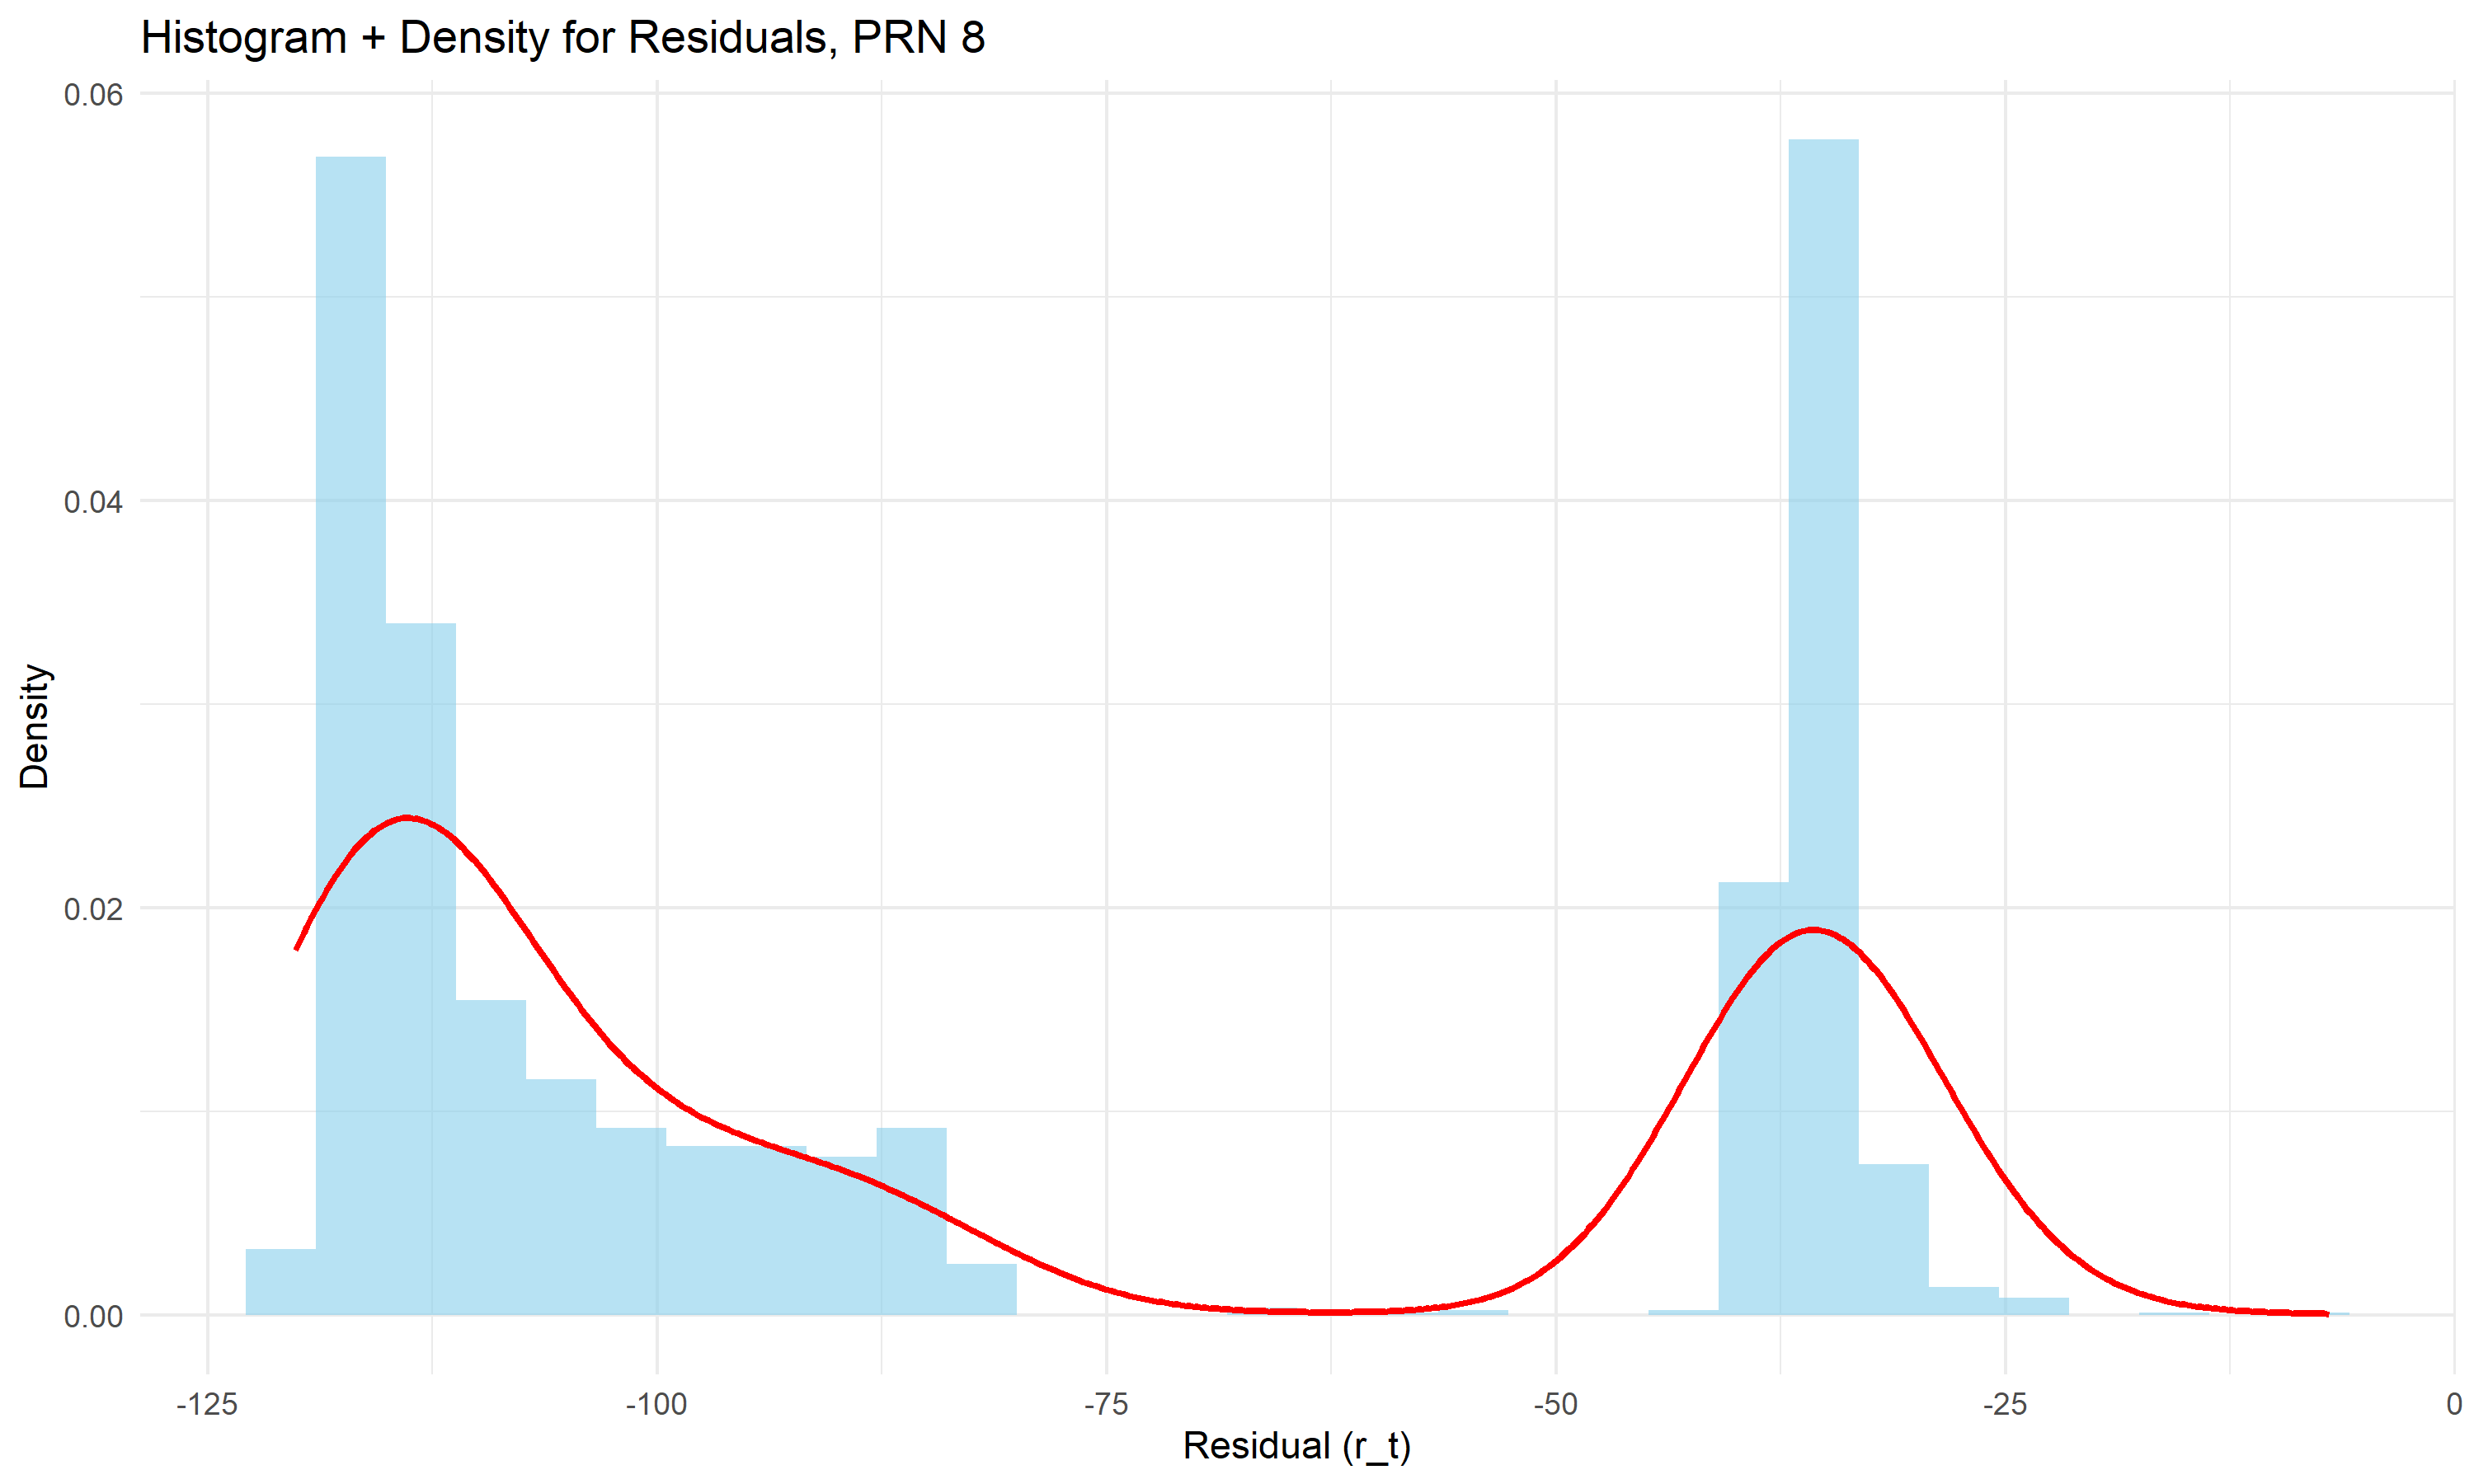 Histogram + Density for Residuals, PRN 8
0.06
0.04
0.02
0.00
Density
-125 -100 -75 -50 -25 0
Residual (r_t)